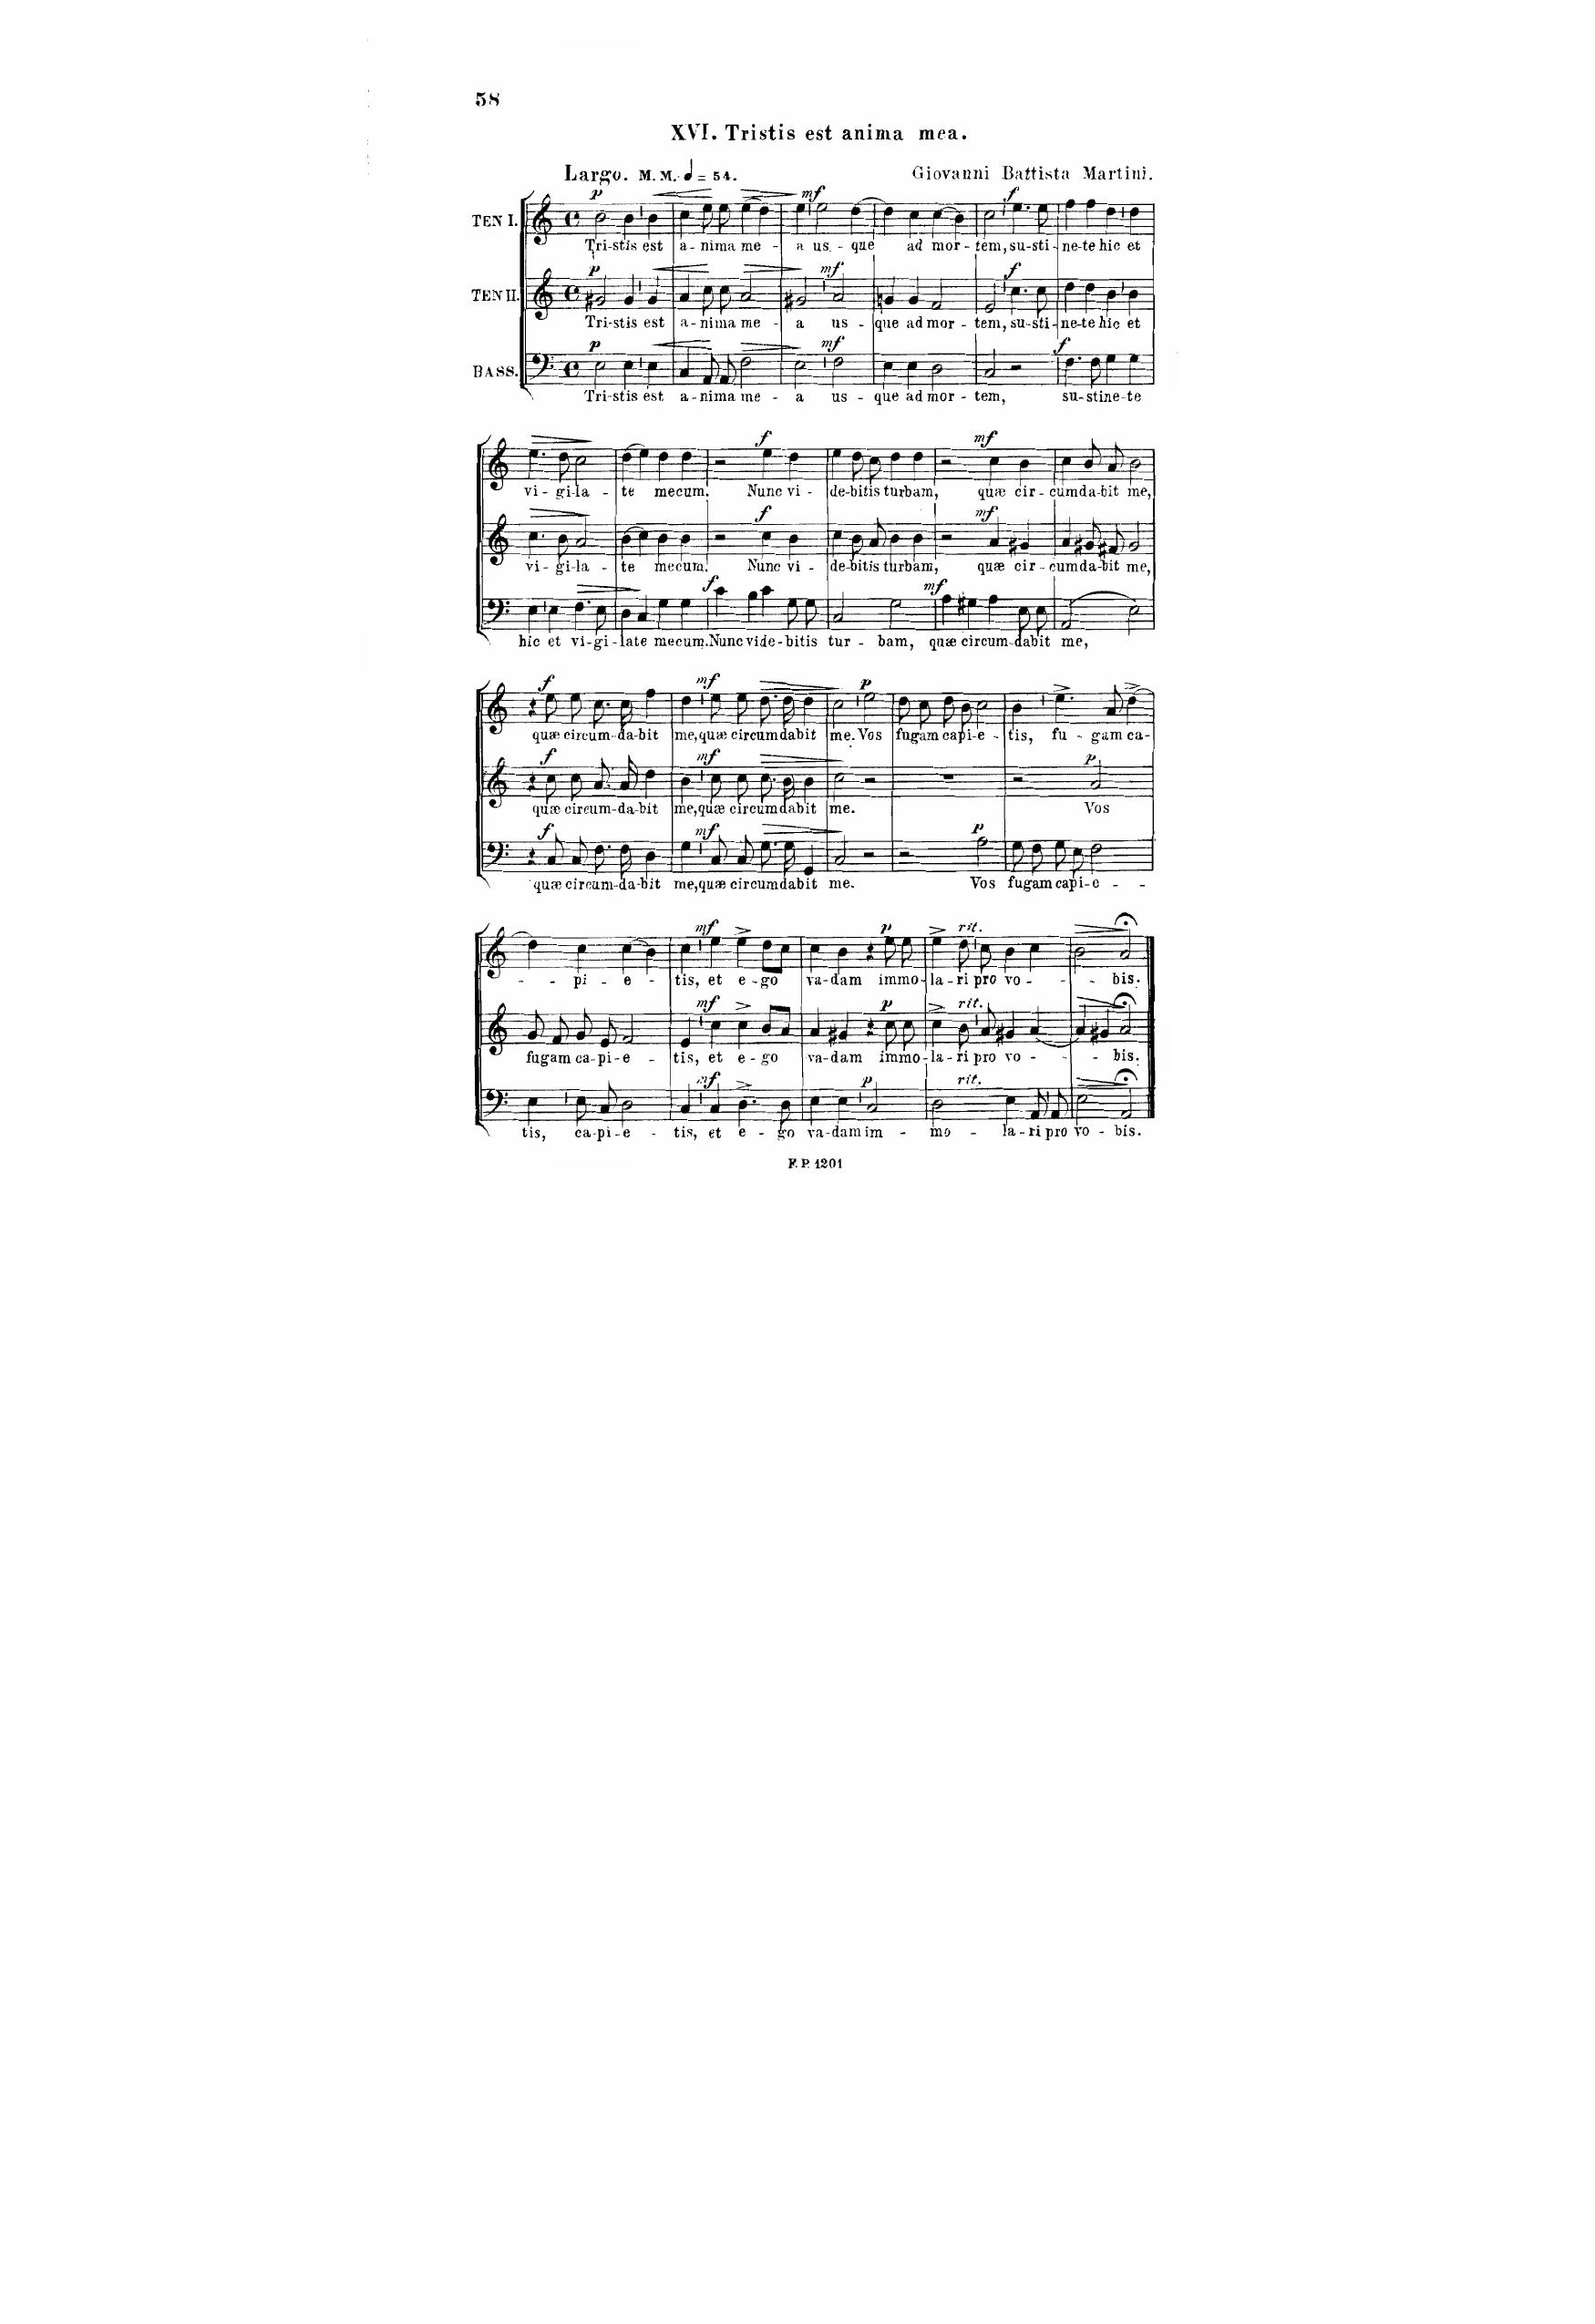 58
XVI. Tristis est anima mea.
Largo. M. M. = 54.
Giovanni Battista Martini.
p mf f
TEN I.
Tri-stis est a-nima me - a us - que ad mor-tem, su-sti-ne-te hic et
p mf f
TEN II.
Tri-stis est a-nima me - a us - que ad mor - tem, su-sti-ne-te hic et
p mf f
BASS.
Tri-stis est a-nima me - a us - que ad mor - tem, su-stine-te
f mf
vi-gi-la - te mecum. Nunc vi-de-bitis turbam, quæ cir-cumda-bit me,
f mf
vi-gi-la - te mecum. Nunc vi-de-bitis turbam, quæ cir-cumda-bit me,
f mf
hic et vi-gi-late mecum. Nunc vide-bitis tur - bam, quæ circum-dabit me,
f mf p
quæ circum-da-bit me, quæ circumdabit me. Vos fugam capi-e - tis, fu - gam ca-
f mf p
quæ circum-da-bit me, quæ circumdabit me. Vos
f mf p
quæ circum-da-bit me, quæ circumdabit me. Vos fugam capi-e - -
mf p rit.
- - pi - e - tis, et e-go va-dam immo-la-ri pro vo - - bis.
mf p rit.
fugam ca-pi-e - tis, et e-go va-dam immo-la-ri pro vo - - bis.
mf p rit.
tis, ca-pi-e - tis, et e - go va-dam im - mo - la-ri pro vo - bis.
F. P. 1201